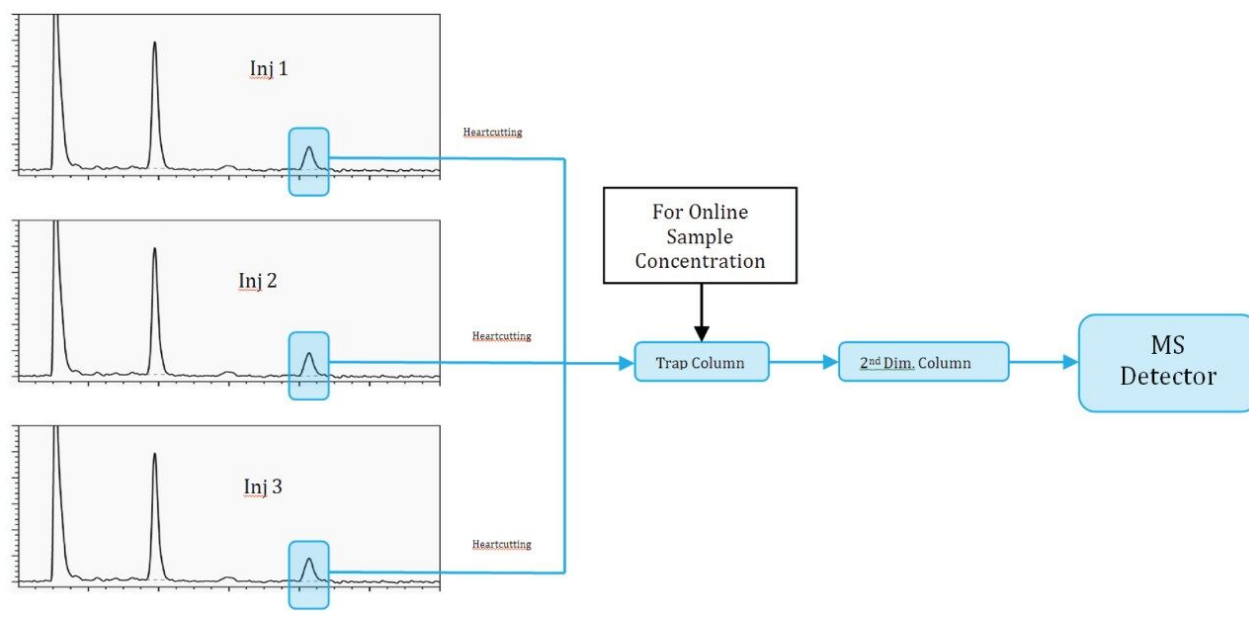 Inj 1
Heartcutting
For Online
Sample
Concentration
Inj 2
Heartcutting
Trap Column
2nd Dim. Column
MS
Detector
Inj 3
Heartcutting